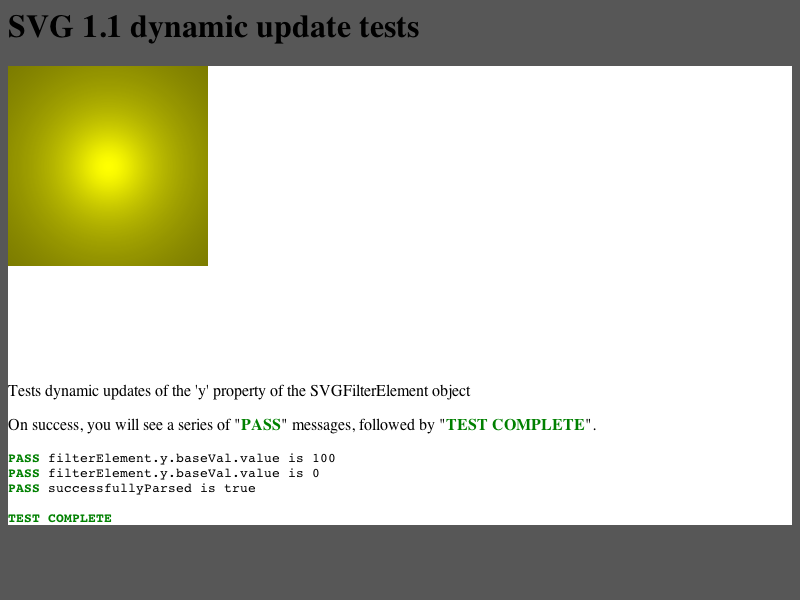 SVG 1.1 dynamic update tests
Tests dynamic updates of the 'y' property of the SVGFilterElement object
On success, you will see a series of "PASS" messages, followed by "TEST COMPLETE".
PASS filterElement.y.baseVal.value is 100
PASS filterElement.y.baseVal.value is 0
PASS successfullyParsed is true
TEST COMPLETE